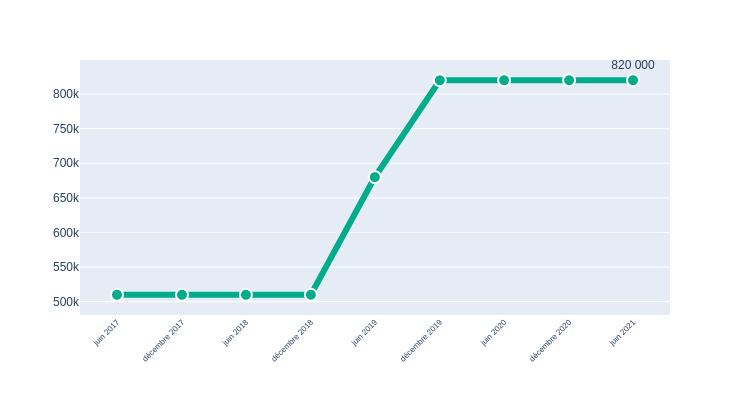 820 000
800k
750k
700k
650k
600k
550k
500k
juin 2017
décembre 2017
juin 2018
décembre 2018
juin 2019
décembre 2019
juin 2020
décembre 2020
juin 2021